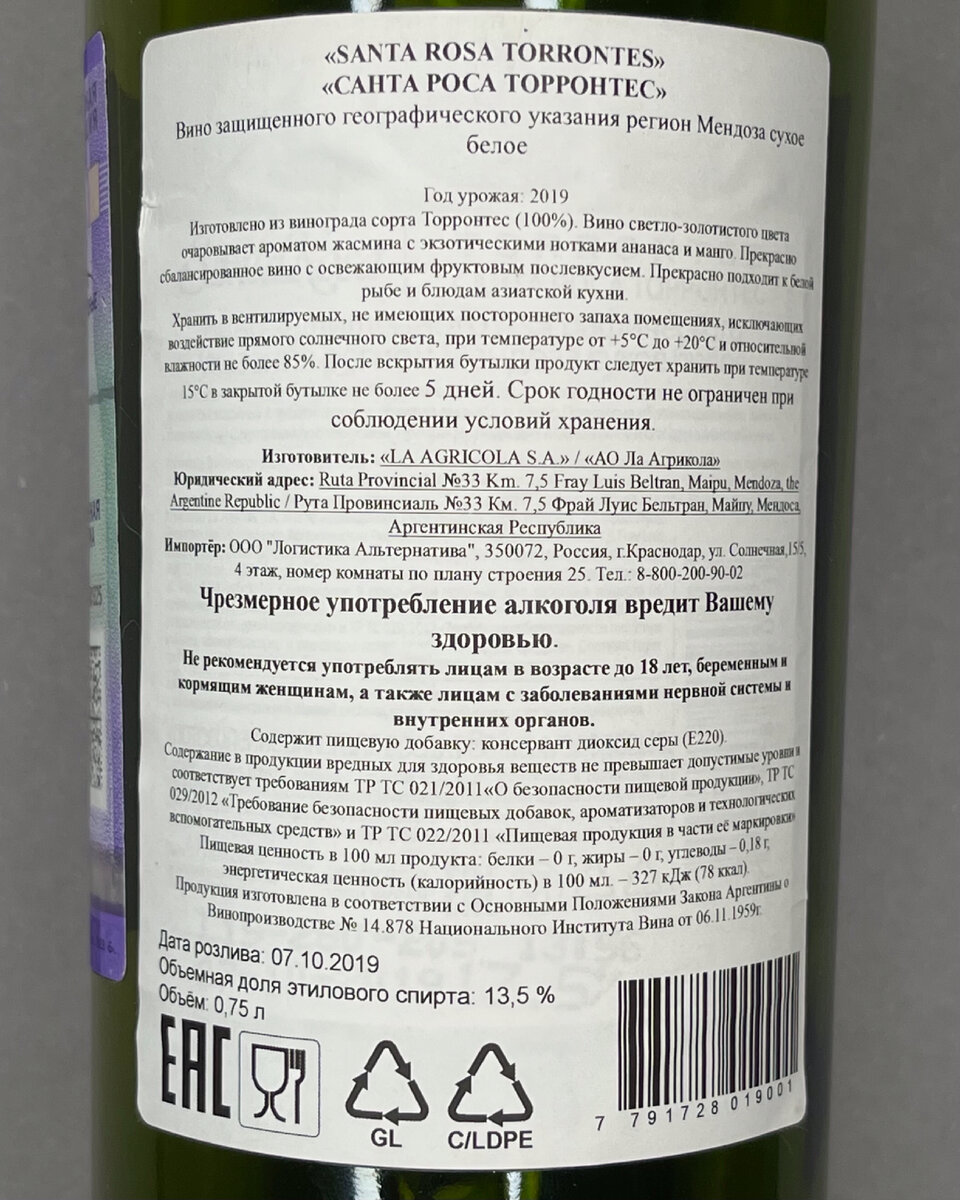 «SANTA ROSA TORRONTES»
«САНТА РОСА ТОРРОНТЕС»
Вино защищенного географического указания регион Мендоза сухое
белое
Год урожая: 2019
Изготовлено из винограда сорта Торронтес (100%). Вино светло-золотистого цвета
очаровывает ароматом жасмина с экзотическими нотками ананаса и манго. Прекрасно
сбалансированное вино с освежающим фруктовым послевкусием. Прекрасно подходит к белой
рыбе и блюдам азиатской кухни.
Хранить в вентилируемых, не имеющих постороннего запаха помещениях, исключающих
воздействие прямого солнечного света, при температуре от +5°С до +20°С и относительной
влажности не более 85%. После вскрытия бутылки продукт следует хранить при температуре
15°С в закрытой бутылке не более 5 дней. Срок годности не ограничен при
соблюдении условий хранения.
Изготовитель: «LA AGRICOLA S.A.» / «АО Ла Агрикола»
Юридический адрес: Ruta Provincial №33 Km. 7,5 Fray Luis Beltran, Maipu, Mendoza, the
Argentine Republic / Рута Провинсиаль №33 Км. 7,5 Фрай Луис Бельтран, Майпу, Мендоса,
Аргентинская Республика
Импортёр: ООО "Логистика Альтернатива", 350072, Россия, г.Краснодар, ул. Солнечная,15/5,
4 этаж, номер комнаты по плану строения 25. Тел.: 8-800-200-90-02
Чрезмерное употребление алкоголя вредит Вашему
здоровью.
Не рекомендуется употреблять лицам в возрасте до 18 лет, беременным и
кормящим женщинам, а также лицам с заболеваниями нервной системы и
внутренних органов.
Содержит пищевую добавку: консервант диоксид серы (Е220).
Содержание в продукции вредных для здоровья веществ не превышает допустимые уровни и
соответствует требованиям ТР ТС 021/2011«О безопасности пищевой продукции», ТР ТС
029/2012 «Требование безопасности пищевых добавок, ароматизаторов и технологических
вспомогательных средств» и ТР ТС 022/2011 «Пищевая продукция в части её маркировки»
Пищевая ценность в 100 мл продукта: белки – 0 г, жиры – 0 г, углеводы – 0,18 г,
энергетическая ценность (калорийность) в 100 мл. – 327 кДж (78 ккал).
Продукция изготовлена в соответствии с Основными Положениями Закона Аргентины о
Винопроизводстве № 14.878 Национального Института Вина от 06.11.1959г.
Дата розлива: 07.10.2019
Объемная доля этилового спирта: 13,5 %
Объём: 0,75 л
EAC
GL
C/LDPE
7 791728 019001